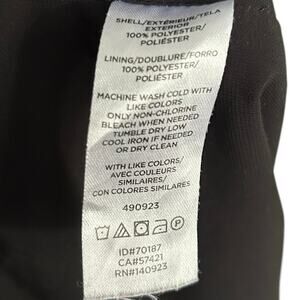 SHELL/EXTÉRIEUR/TELA
EXTERIOR
100% POLYESTER/
POLIÉSTER
LINING/DOUBLURE/FORRO
100% POLYESTER/
POLIÉSTER
MACHINE WASH COLD WITH
LIKE COLORS
ONLY NON-CHLORINE
BLEACH WHEN NEEDED
TUMBLE DRY LOW
COOL IRON IF NEEDED
OR DRY CLEAN
WITH LIKE COLORS/
AVEC COULEURS
SIMILAIRES/
CON COLORES SIMILARES
490923
ID#70187
CA#57421
RN#140923